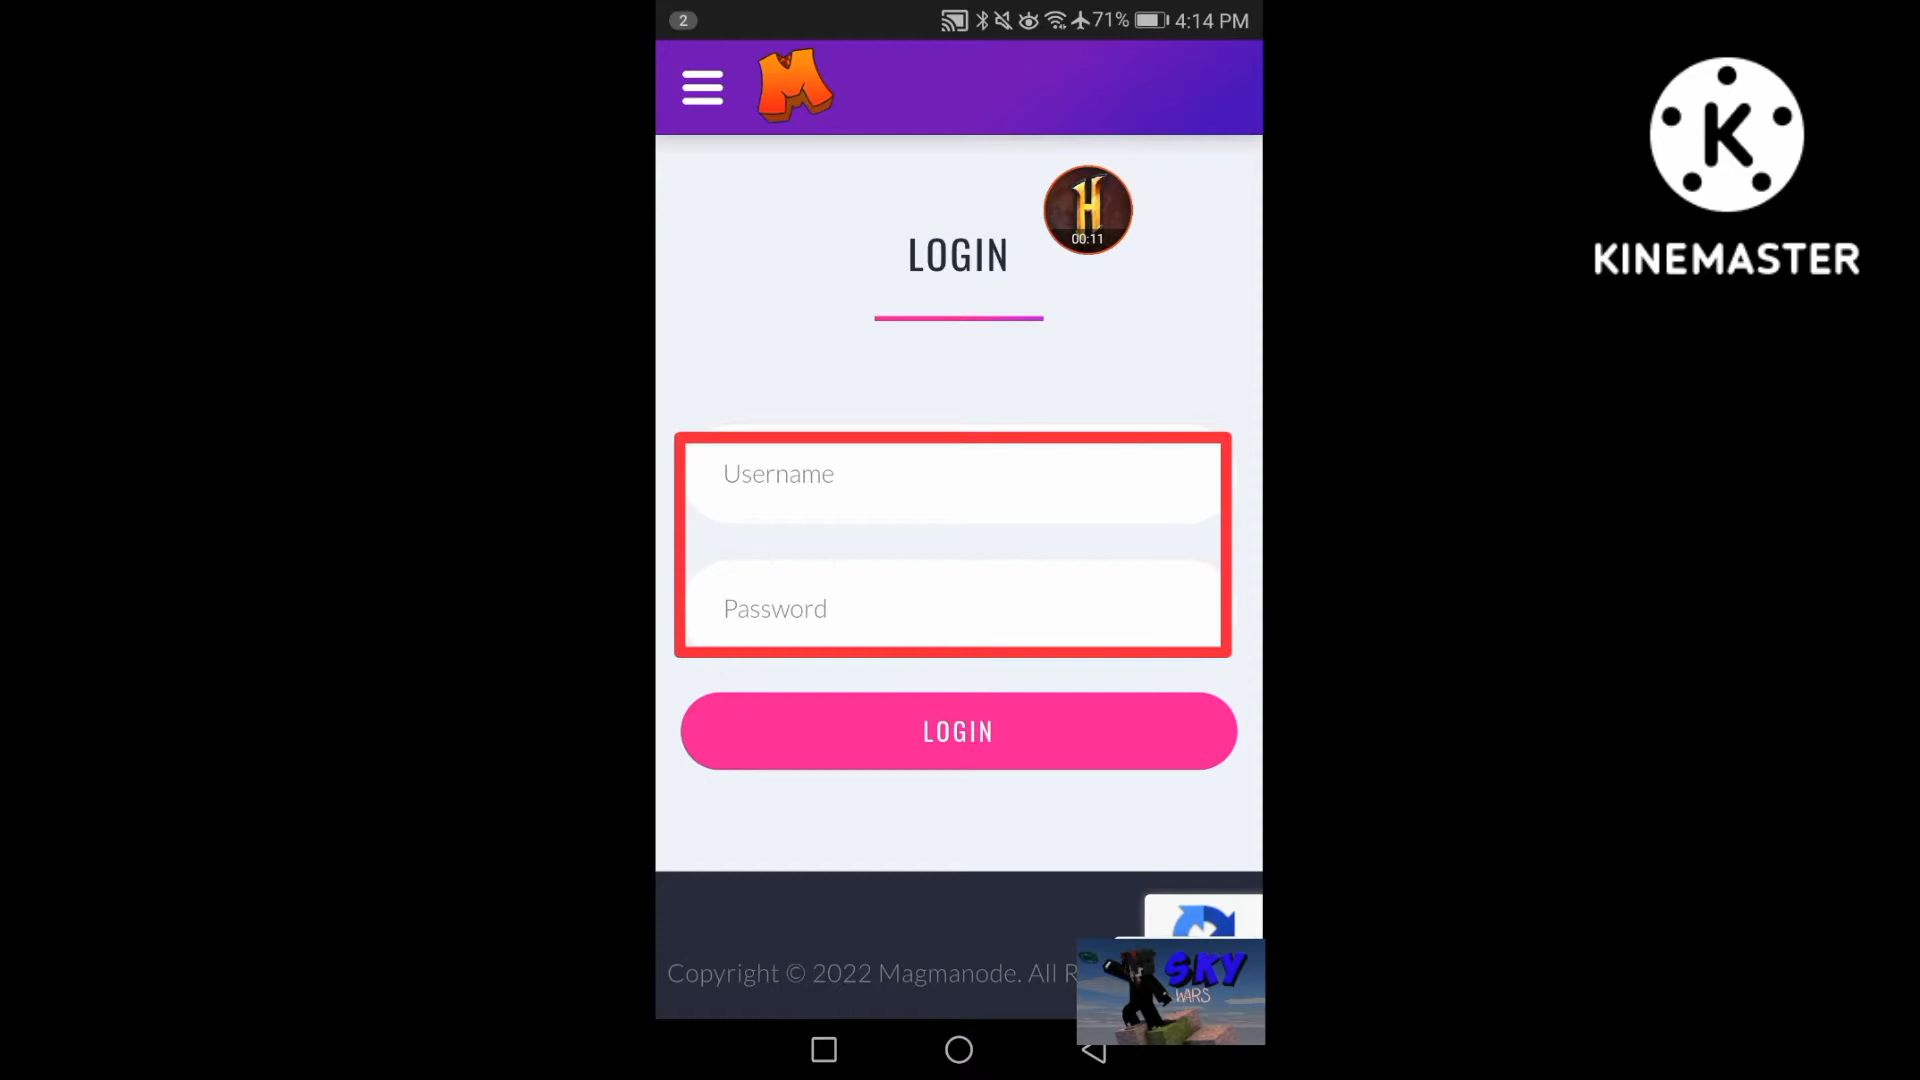 2
71% 4:14 PM
M
K
KINEMASTER
H
00:11
LOGIN
Username
Password
LOGIN
Copyright © 2022 Magmanode. All R
SKY
WARS